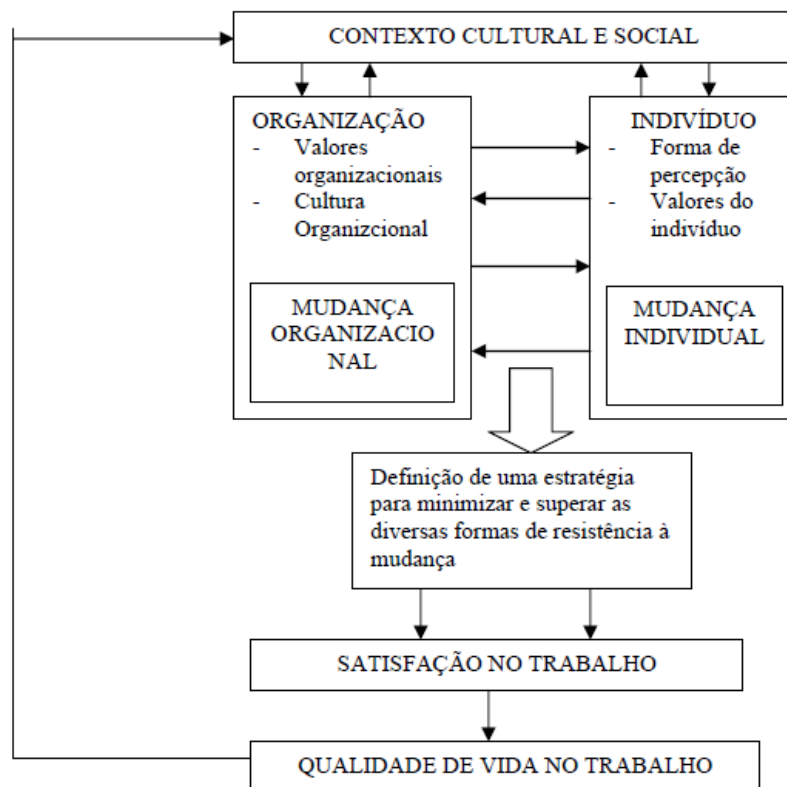 CONTEXTO CULTURAL E SOCIAL
ORGANIZAÇÃO
- Valores
organizacionais
- Cultura
Organizcional
MUDANÇA
ORGANIZACIO
NAL
INDIVÍDUO
- Forma de
percepção
- Valores do
indivíduo
MUDANÇA
INDIVIDUAL
Definição de uma estratégia
para minimizar e superar as
diversas formas de resistência à
mudança
SATISFAÇÃO NO TRABALHO
QUALIDADE DE VIDA NO TRABALHO